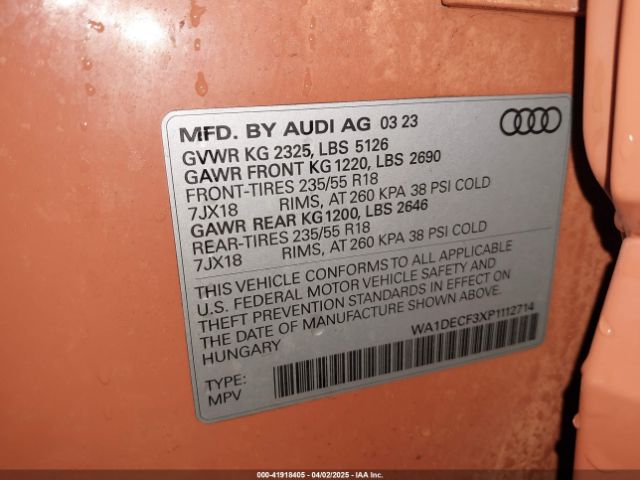 MFD. BY AUDI AG 03 23
GVWR KG 2325, LBS 5126
GAWR FRONT KG 1220, LBS 2690
FRONT-TIRES 235/55 R18
7JX18 RIMS, AT 260 KPA 38 PSI COLD
GAWR REAR KG 1200, LBS 2646
REAR-TIRES 235/55 R18
7JX18 RIMS, AT 260 KPA 38 PSI COLD
THIS VEHICLE CONFORMS TO ALL APPLICABLE
U.S. FEDERAL MOTOR VEHICLE SAFETY AND
THEFT PREVENTION STANDARDS IN EFFECT ON
THE DATE OF MANUFACTURE SHOWN ABOVE.
HUNGARY WA1DECF3XP1112714
TYPE:
MPV
000-41918405 04/02/2025 - IAA Inc.